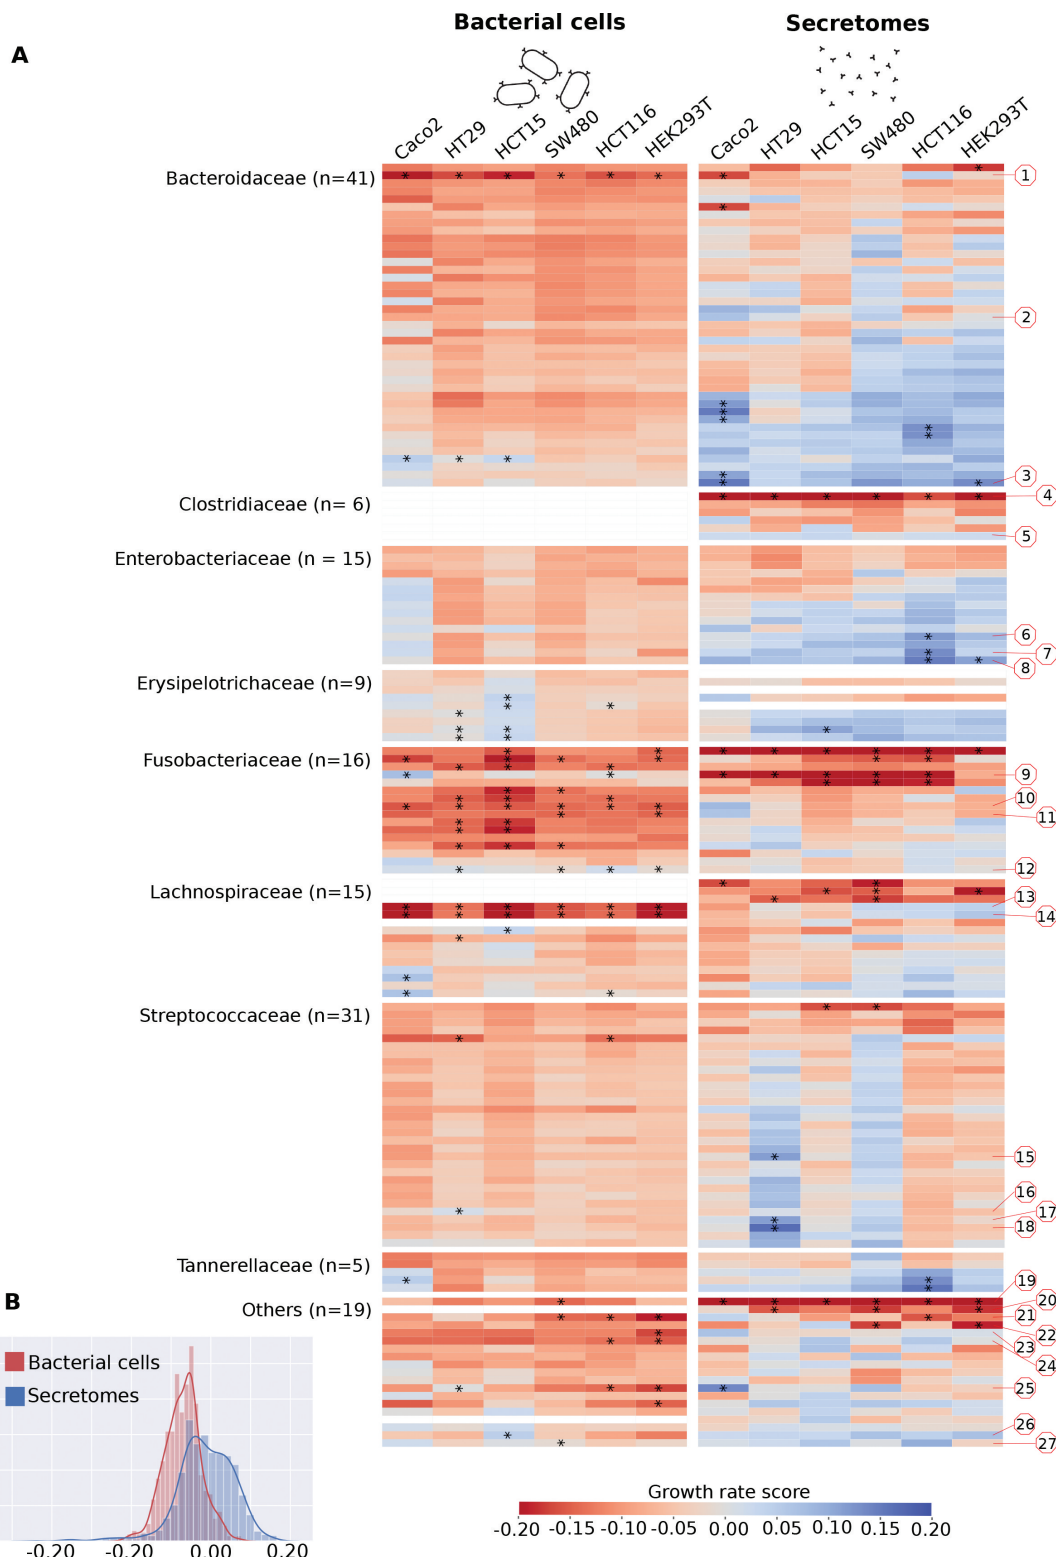 Bacterial cells
Secretomes
A
Caco2 HT29 HCT15 SW480 HCT116 HEK293T
Caco2 HT29 HCT15 SW480 HCT116 HEK293T
Bacteroidaceae (n=41)
1
2
3
Clostridiaceae (n= 6)
4
5
Enterobacteriaceae (n = 15)
6
7
8
Erysipelotrichaceae (n=9)
Fusobacteriaceae (n=16)
9
10
11
12
Lachnospiraceae (n=15)
13
14
Streptococcaceae (n=31)
15
16
17
18
Tannerellaceae (n=5)
19
B
Others (n=19)
20
21
22
23
24
25
26
27
Bacterial cells
Secretomes
-0.20 -0.20 0.00 0.20
Growth rate score
-0.20 -0.15 -0.10 -0.05 0.00 0.05 0.10 0.15 0.20